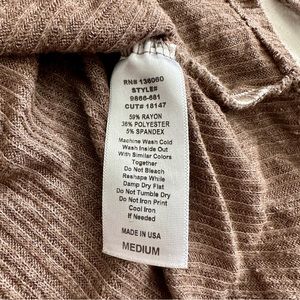 RN# 136060
STYLE#
9866-681
CUT# 18147
59% RAYON
36% POLYESTER
5% SPANDEX
Machine Wash Cold
Wash Inside Out
With Similar Colors
Together
Do Not Bleach
Reshape While
Damp Dry Flat
Do Not Tumble Dry
Do Not Iron Print
Cool Iron
If Needed
MADE IN USA
MEDIUM